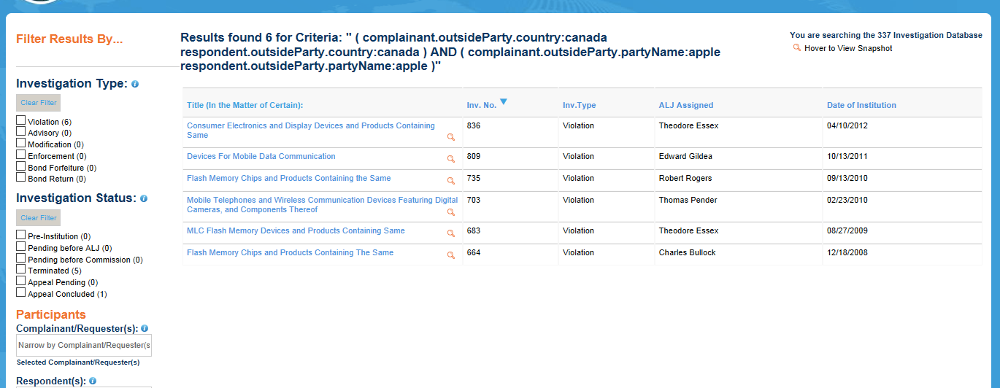 Filter Results By...
Investigation Type:
Clear Filter
Violation (6)
Advisory (0)
Modification (0)
Enforcement (0)
Bond Forfeiture (0)
Bond Return (0)
Investigation Status:
Clear Filter
Pre-Institution (0)
Pending before ALJ (0)
Pending before Commission (0)
Terminated (5)
Appeal Pending (0)
Appeal Concluded (1)
Participants
Complainant/Requester(s):
Narrow by Complainant/Requester(s
Selected Complainant/Requester(s)
Respondent(s):
Results found 6 for Criteria: " ( complainant.outsideParty.country:canada
respondent.outsideParty.country:canada ) AND ( complainant.outsideParty.partyName:apple
respondent.outsideParty.partyName:apple )"
You are searching the 337 Investigation Database
Hover to View Snapshot
Title (In the Matter of Certain): Inv. No. Inv.Type ALJ Assigned Date of Institution
Consumer Electronics and Display Devices and Products Containing 836 Violation Theodore Essex 04/10/2012
Same
Devices For Mobile Data Communication 809 Violation Edward Gildea 10/13/2011
Flash Memory Chips and Products Containing the Same 735 Violation Robert Rogers 09/13/2010
Mobile Telephones and Wireless Communication Devices Featuring Digital 703 Violation Thomas Pender 02/23/2010
Cameras, and Components Thereof
MLC Flash Memory Devices and Products Containing Same 683 Violation Theodore Essex 08/27/2009
Flash Memory Chips and Products Containing The Same 664 Violation Charles Bullock 12/18/2008